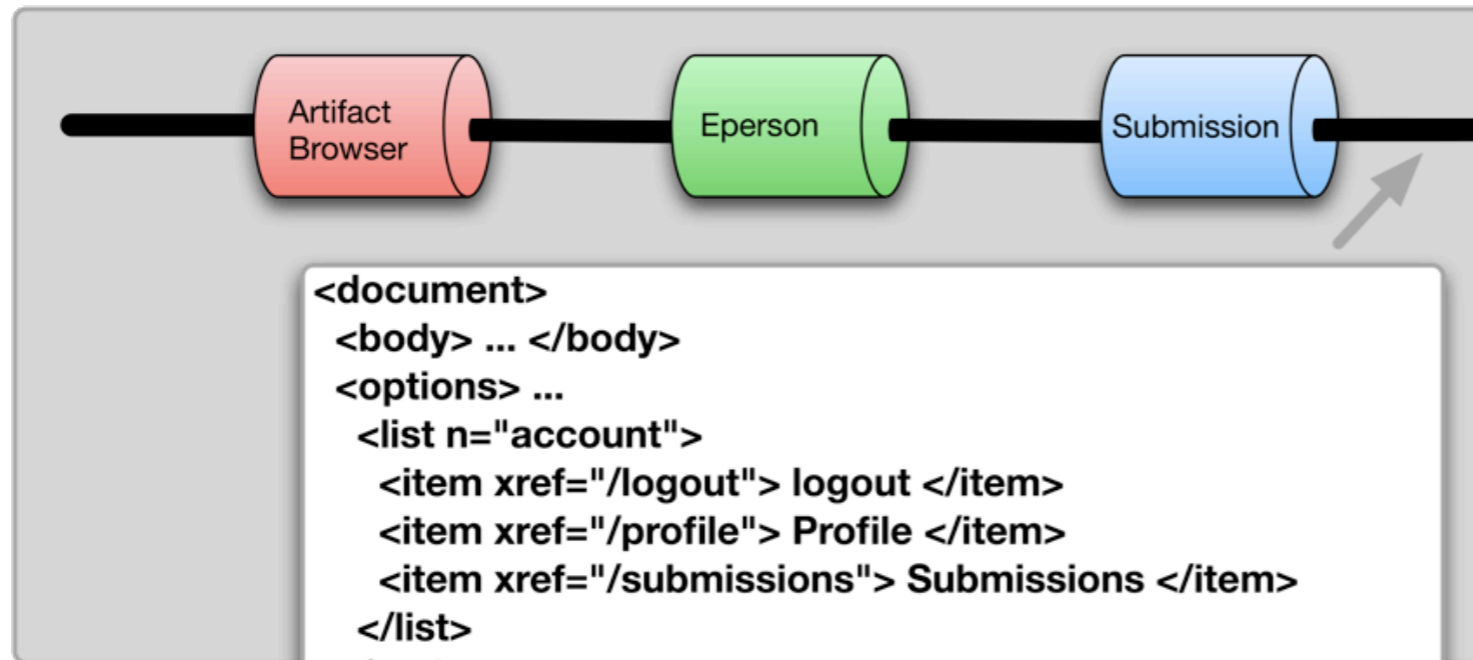 Artifact
Browser
Eperson
Submission
<document>
<body> ... </body>
<options> ...
<list n="account">
<item xref="/logout"> logout </item>
<item xref="/profile"> Profile </item>
<item xref="/submissions"> Submissions </item>
</list>